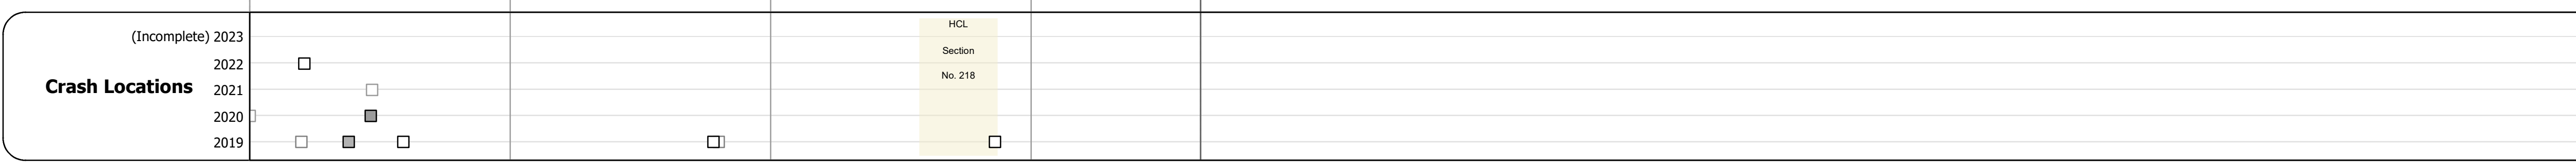 (Incomplete) 2023
2022
Crash Locations
2021
2020
2019
HCL
Section
No. 218